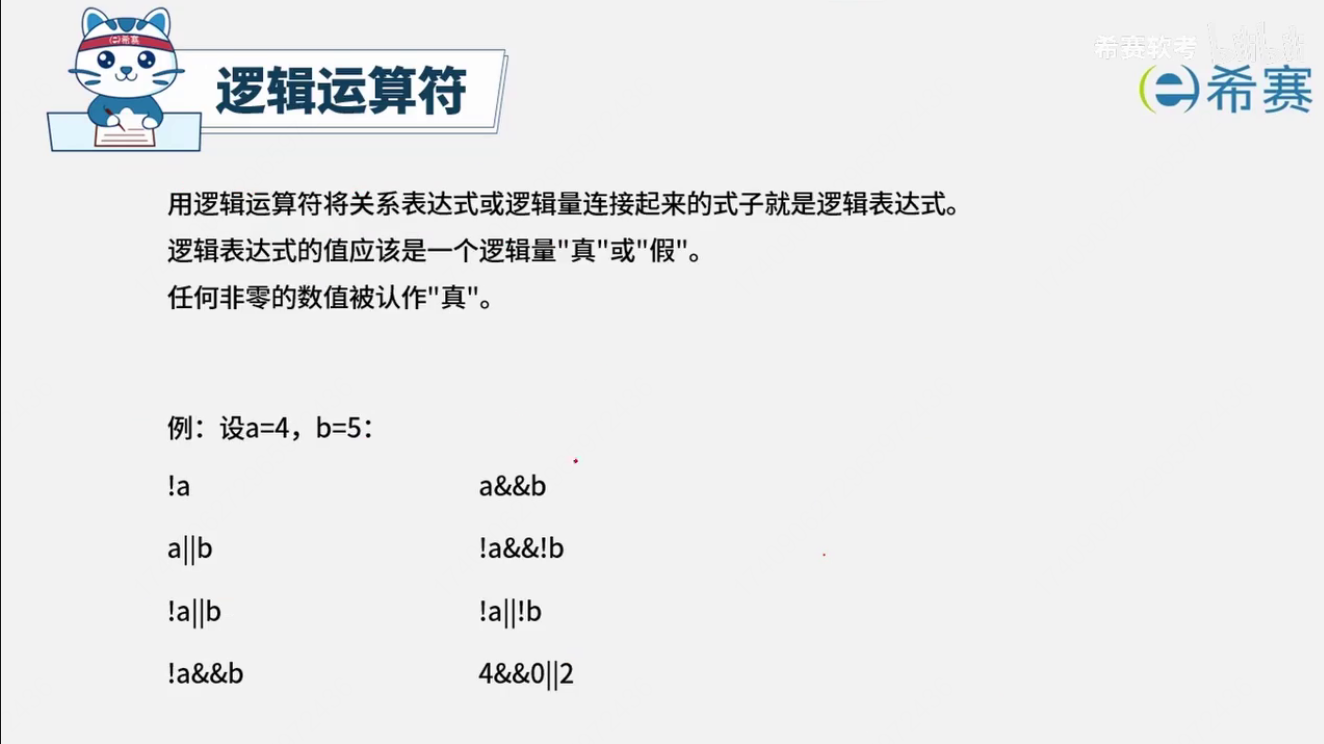 希赛
逻辑运算符
希赛软考
希赛
用逻辑运算符将关系表达式或逻辑量连接起来的式子就是逻辑表达式。
逻辑表达式的值应该是一个逻辑量"真"或"假"。
任何非零的数值被认作"真"。
例：设a=4，b=5：
!a a&&b
a||b !a&&!b
!a||b !a||!b
!a&&b 4&&0||2